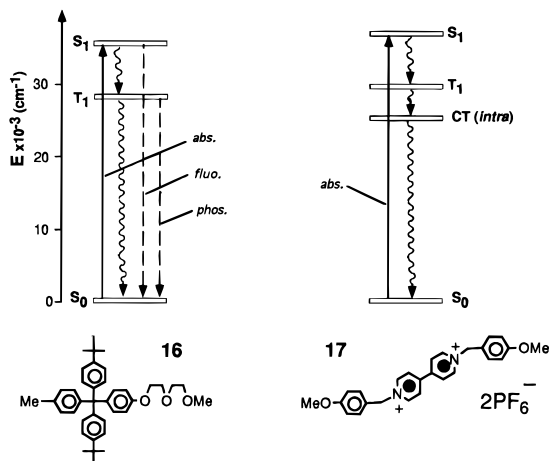 S₁
30
T₁
20
10
0
S₀
E x10⁻³ (cm⁻¹)
abs.
fluo.
phos.
S₁
T₁
CT (intra)
abs.
S₀
16
Me
O O OMe
17
OMe
N +
N +
MeO
2PF₆⁻